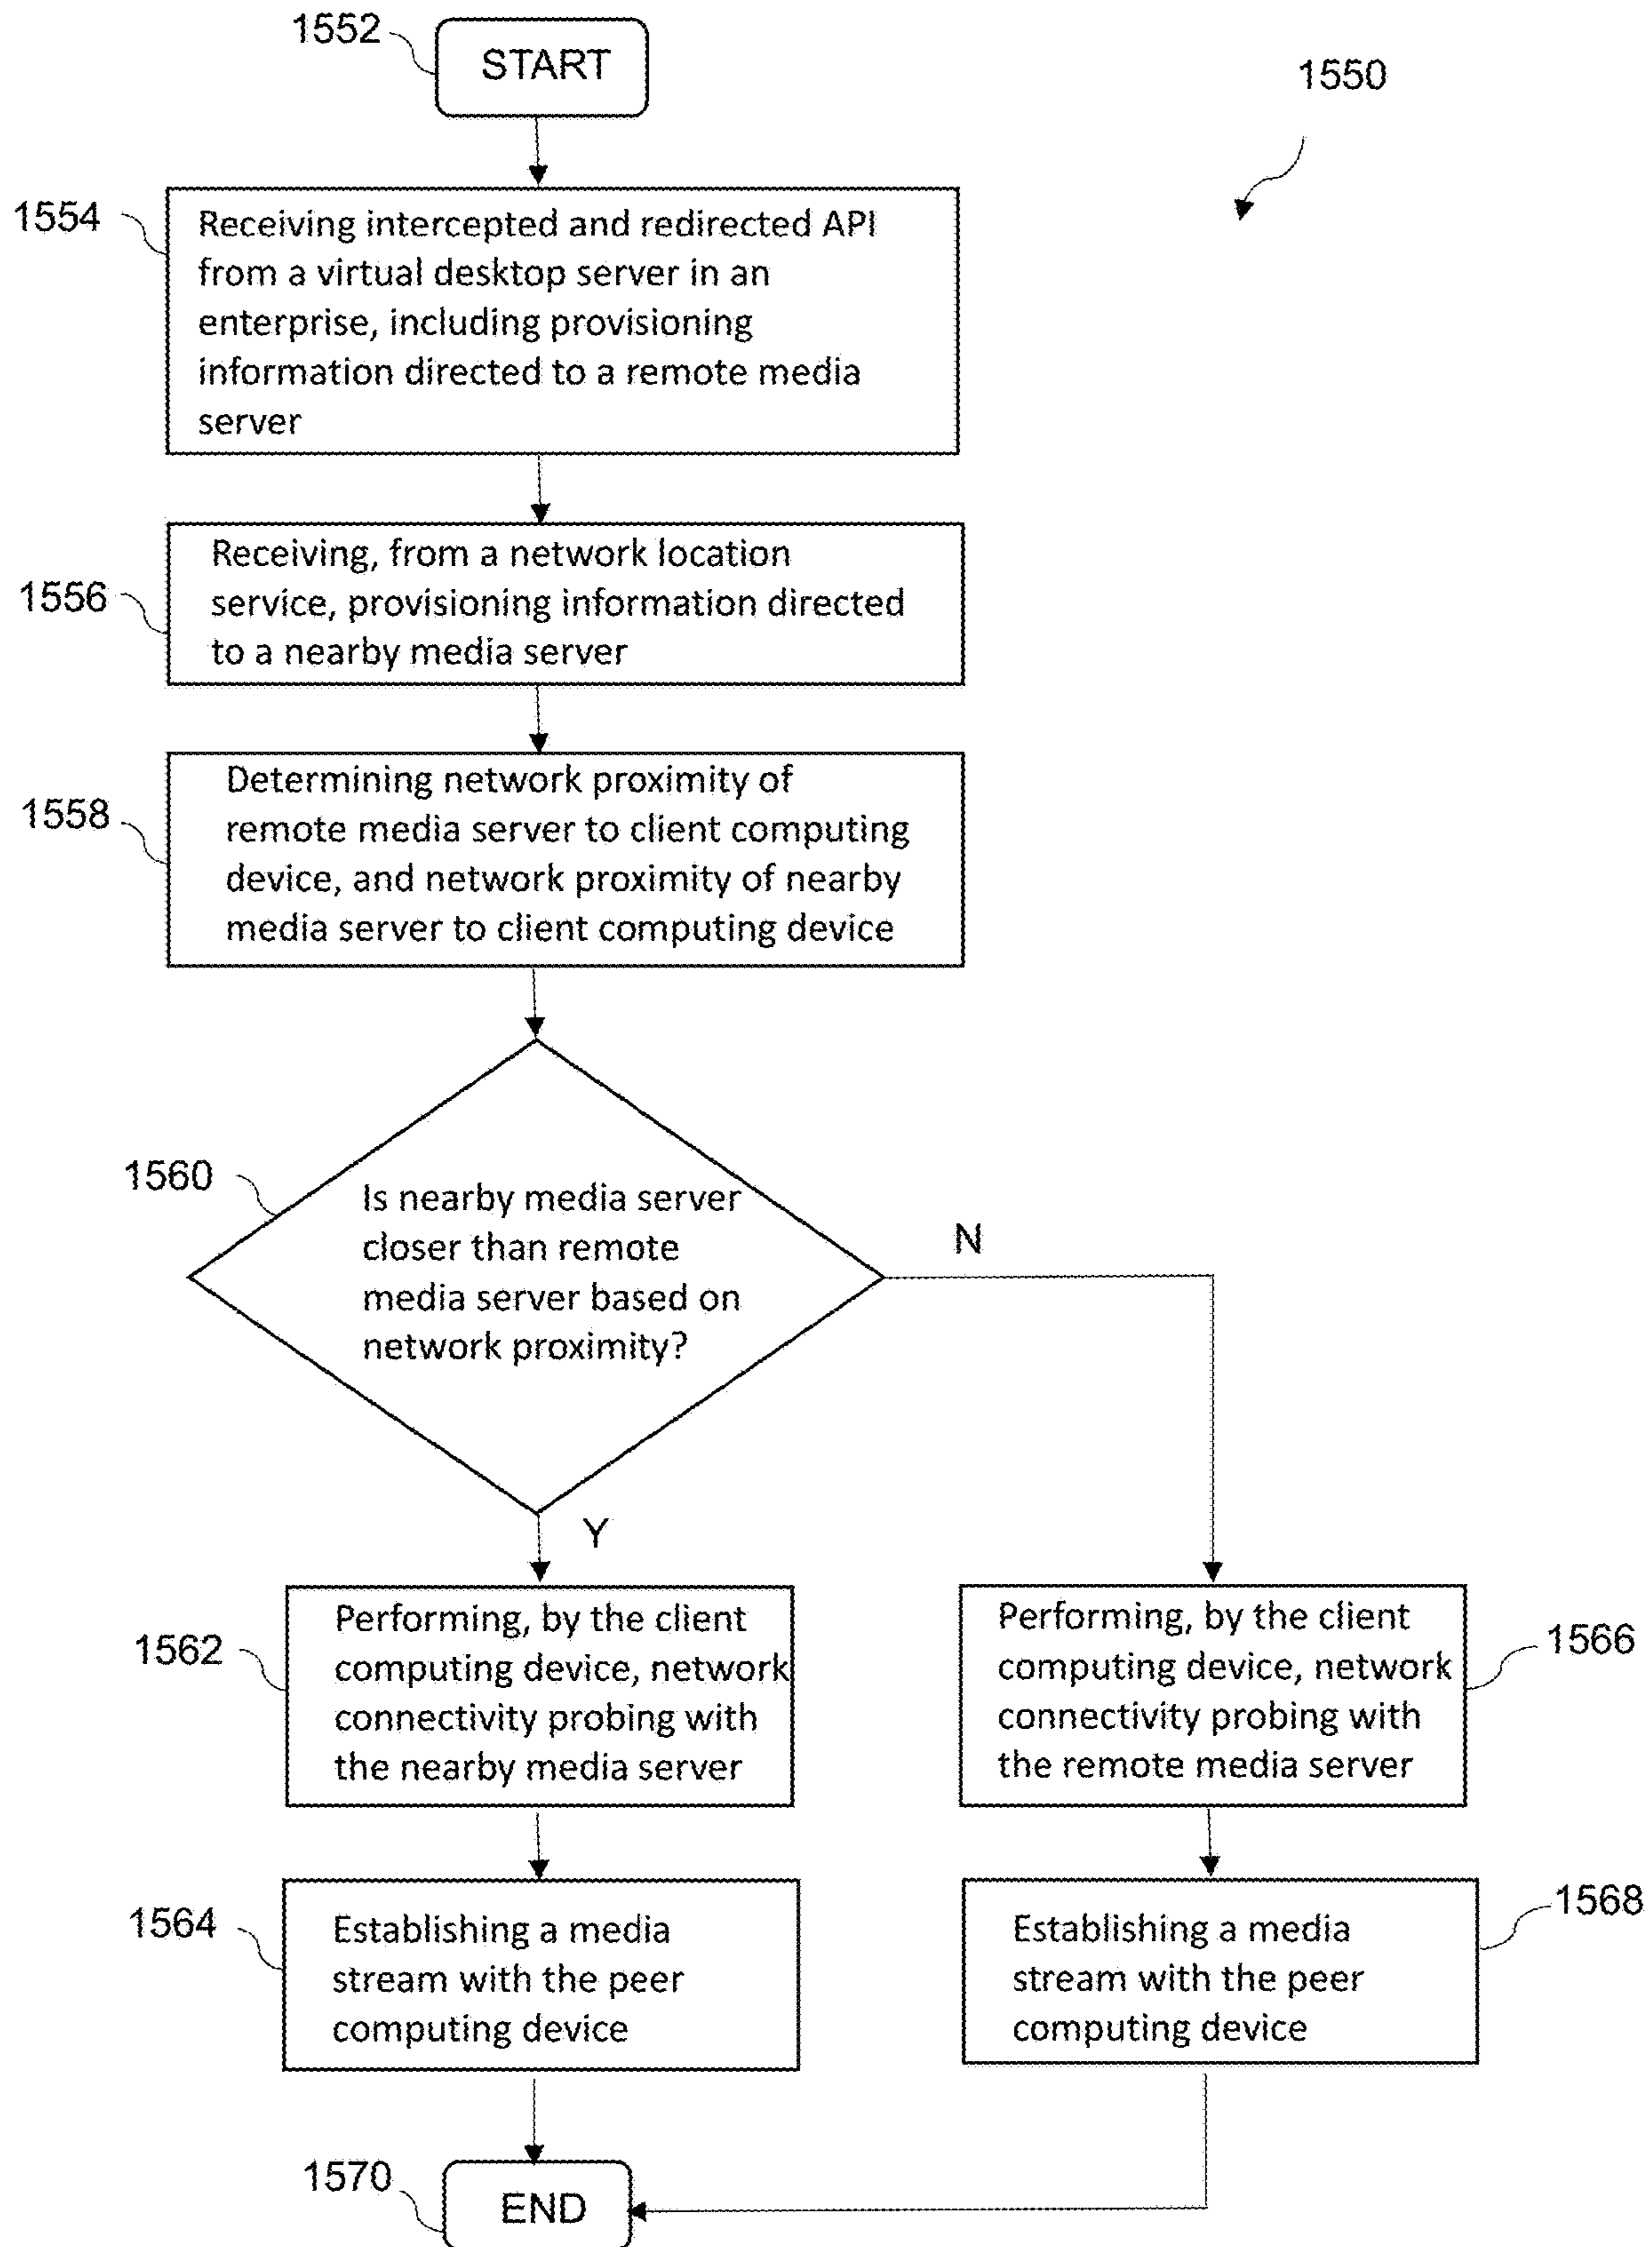 1552
START
1550
1554
Receiving intercepted and redirected API
from a virtual desktop server in an
enterprise, including provisioning
information directed to a remote media
server
1556
Receiving, from a network location
service, provisioning information directed
to a nearby media server
1558
Determining network proximity of
remote media server to client computing
device, and network proximity of nearby
media server to client computing device
1560
Is nearby media server
closer than remote
media server based on
network proximity?
N
Y
1562
Performing, by the client
computing device, network
connectivity probing with
the nearby media server
Performing, by the client
computing device, network
connectivity probing with
the remote media server
1566
1564
Establishing a media
stream with the peer
computing device
Establishing a media
stream with the peer
computing device
1568
1570
END